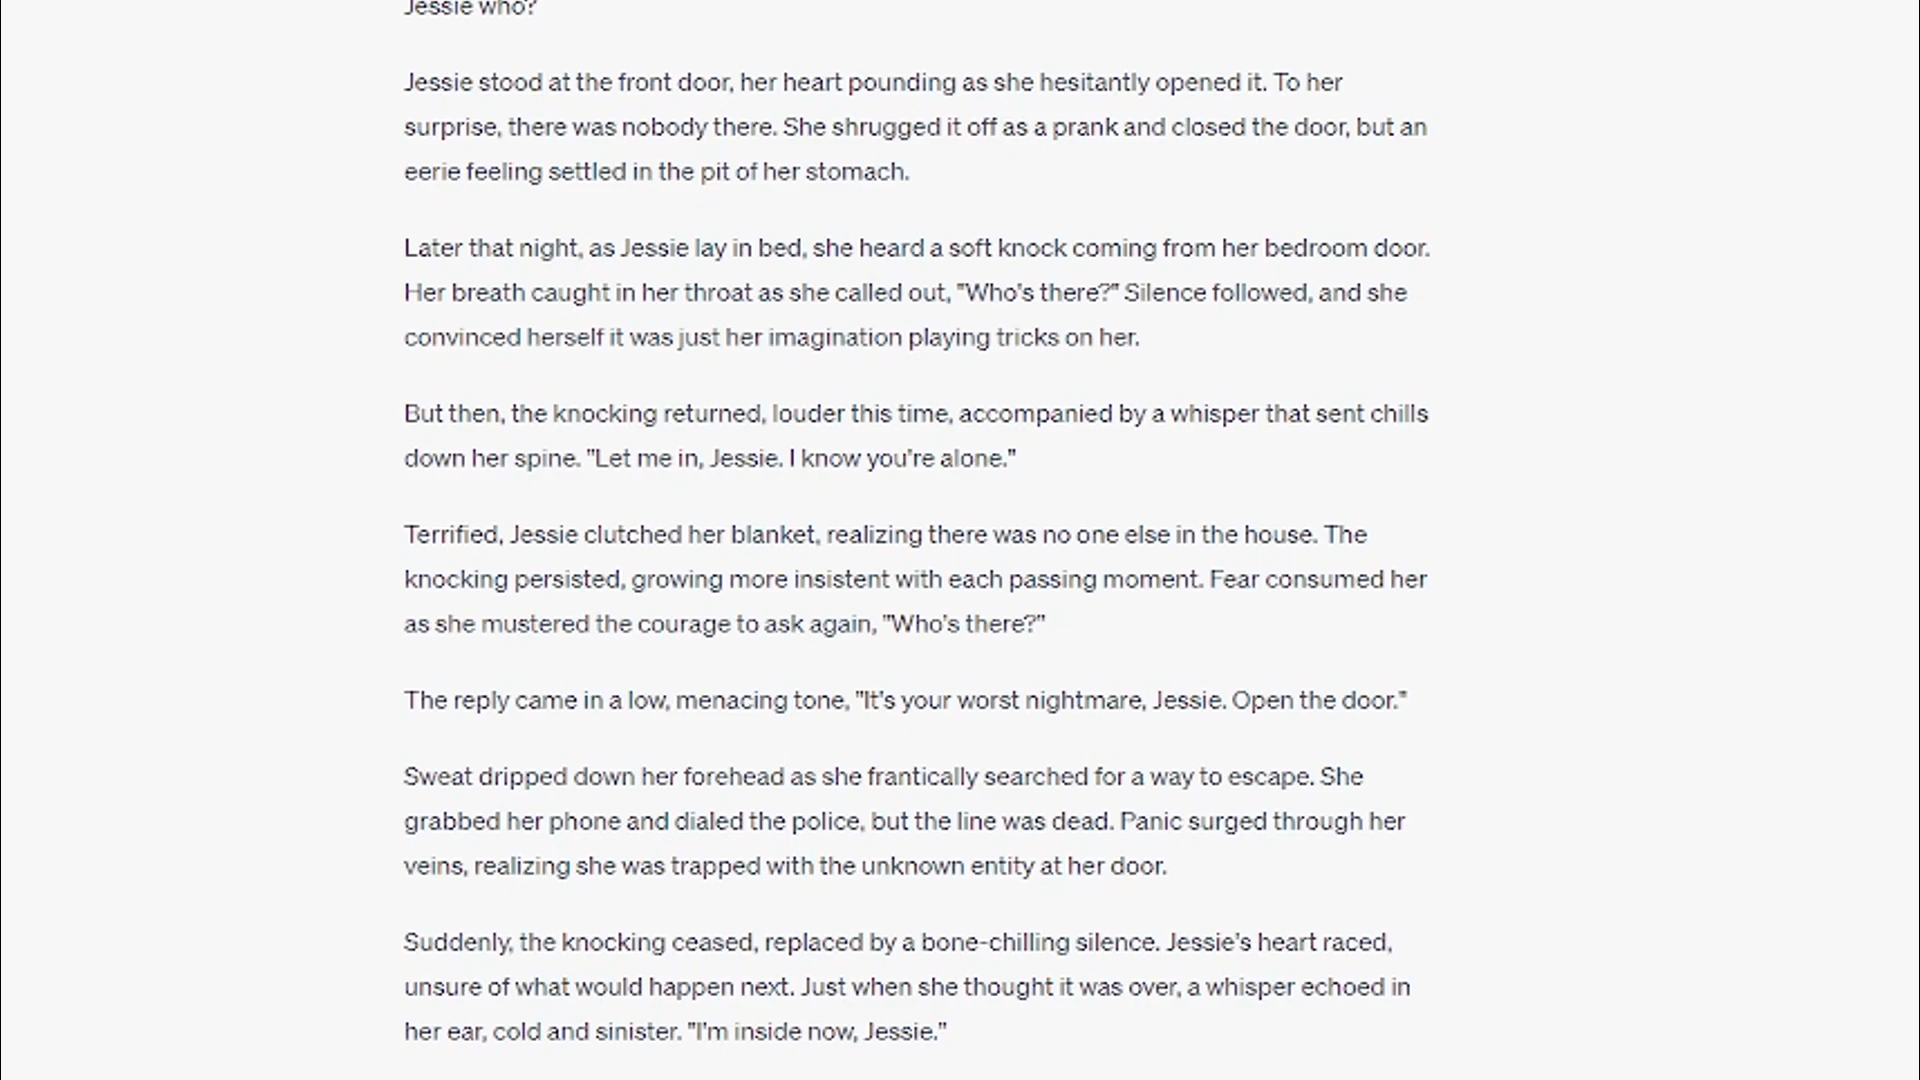 Jessie who?
Jessie stood at the front door, her heart pounding as she hesitantly opened it. To her
surprise, there was nobody there. She shrugged it off as a prank and closed the door, but an
eerie feeling settled in the pit of her stomach.
Later that night, as Jessie lay in bed, she heard a soft knock coming from her bedroom door.
Her breath caught in her throat as she called out, "Who's there?" Silence followed, and she
convinced herself it was just her imagination playing tricks on her.
But then, the knocking returned, louder this time, accompanied by a whisper that sent chills
down her spine. "Let me in, Jessie. I know you're alone."
Terrified, Jessie clutched her blanket, realizing there was no one else in the house. The
knocking persisted, growing more insistent with each passing moment. Fear consumed her
as she mustered the courage to ask again, "Who's there?"
The reply came in a low, menacing tone, "It's your worst nightmare, Jessie. Open the door."
Sweat dripped down her forehead as she frantically searched for a way to escape. She
grabbed her phone and dialed the police, but the line was dead. Panic surged through her
veins, realizing she was trapped with the unknown entity at her door.
Suddenly, the knocking ceased, replaced by a bone-chilling silence. Jessie's heart raced,
unsure of what would happen next. Just when she thought it was over, a whisper echoed in
her ear, cold and sinister. "I'm inside now, Jessie."